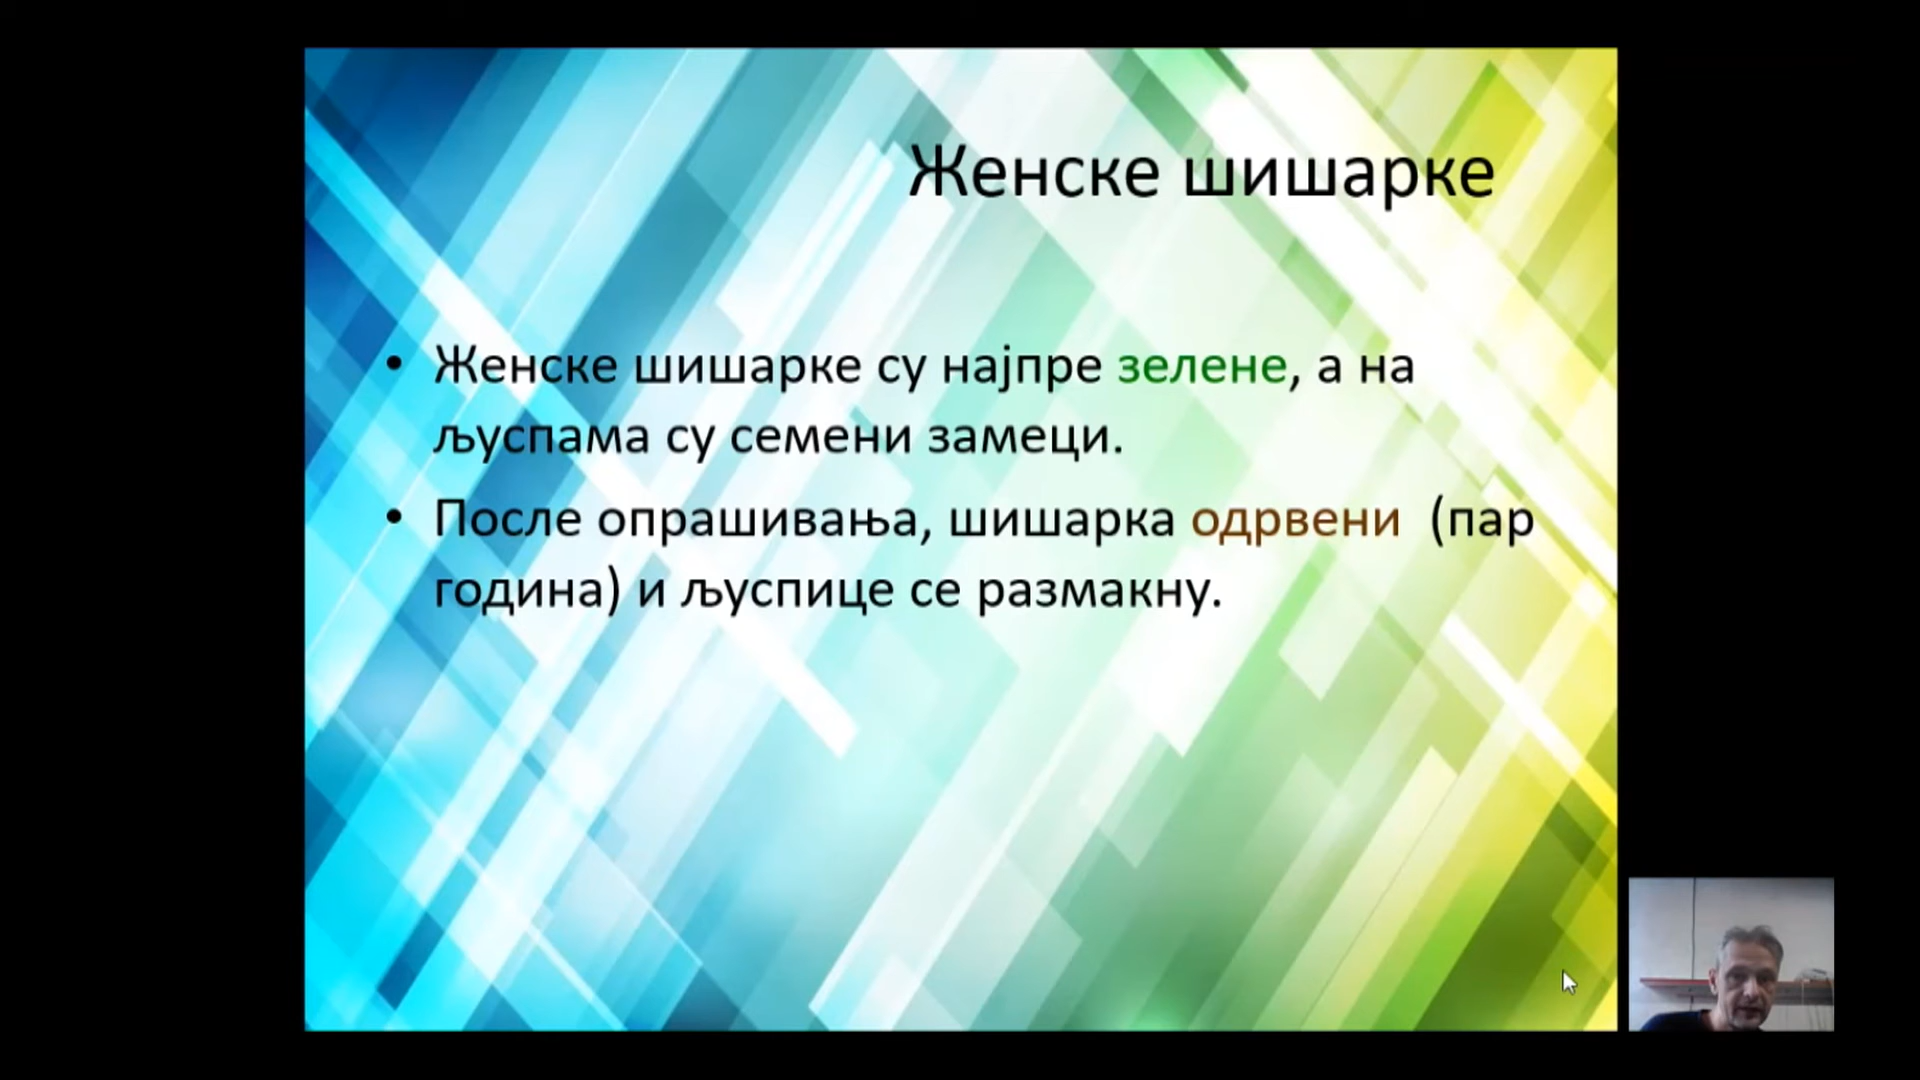 Женске шишарке
• Женске шишарке су најпре зелене, а на
љуспама су семени замеци.
• После опрашивања, шишарка одрвени (пар
година) и љуспице се размакну.